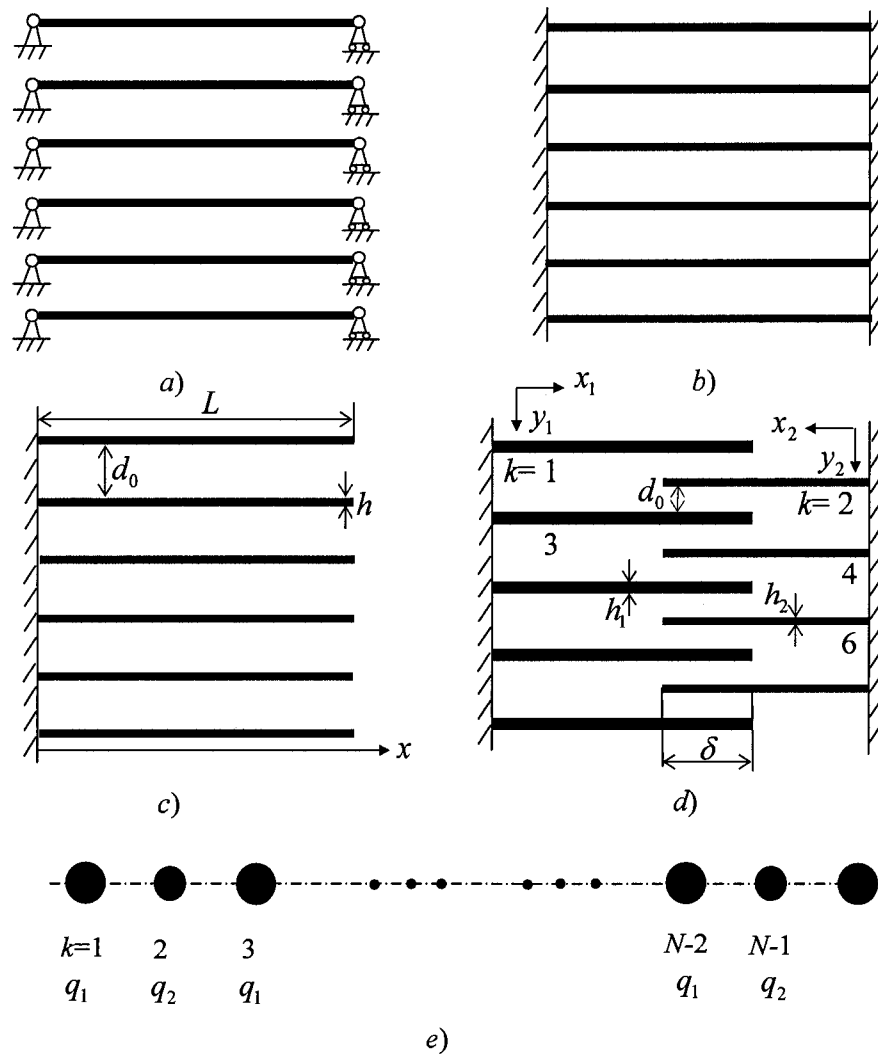 a)
b)
L
d₀
h
x
c)
x₁
y₁
x₂
y₂
k= 1
k= 2
d₀
3
4
h₁
h₂
6
δ
d)
k=1 2 3 N-2 N-1
q₁ q₂ q₁ q₁ q₂
e)